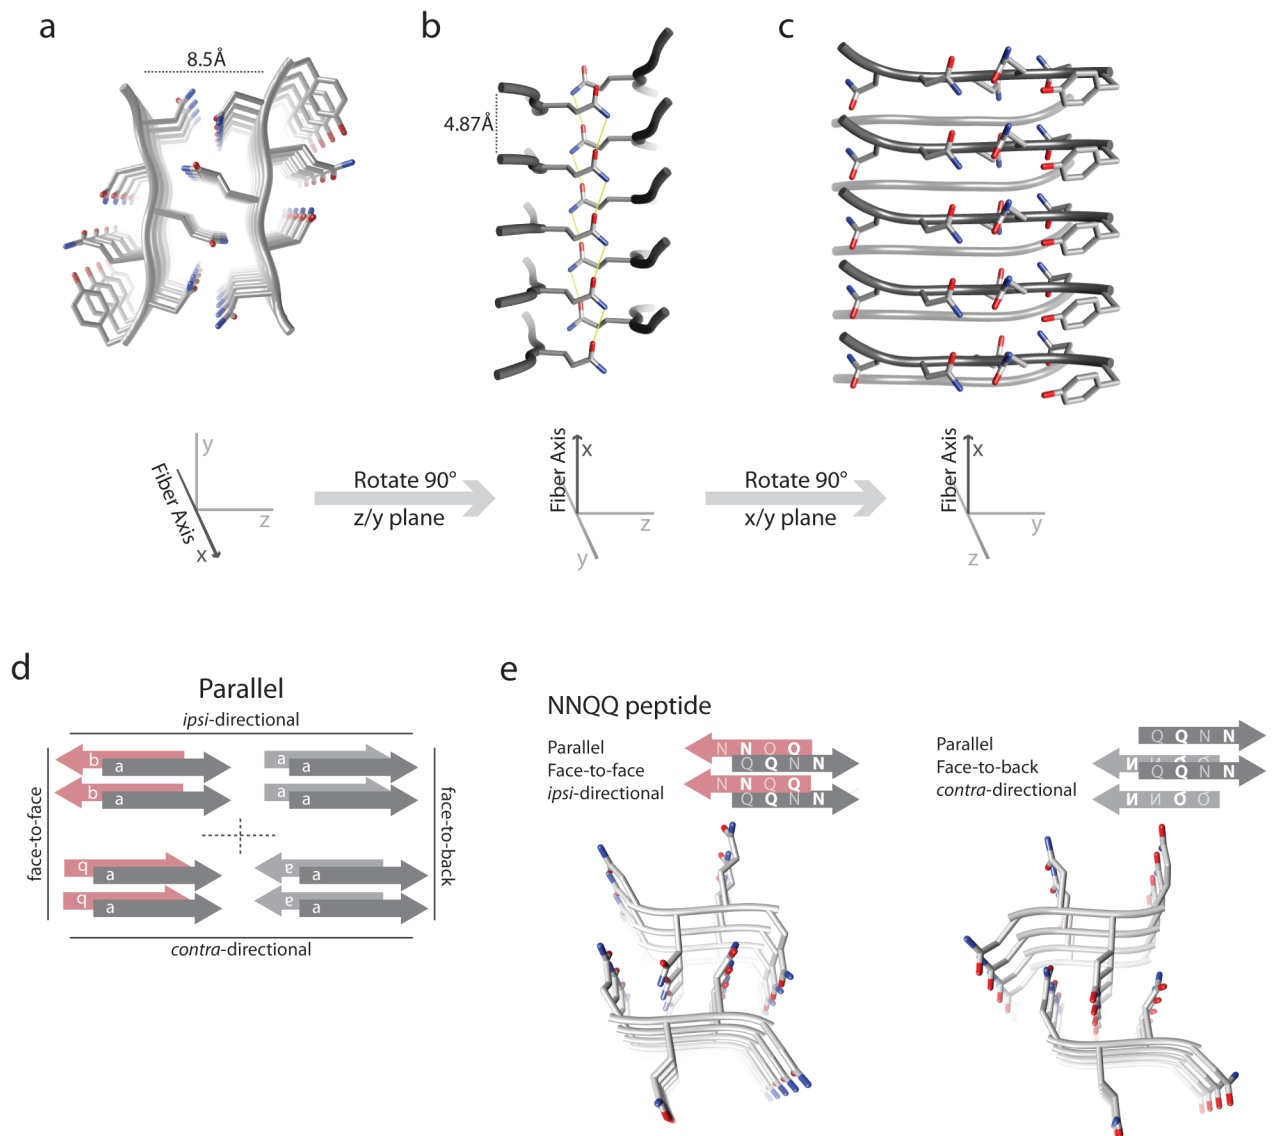 a
b
c
8.5Å
4.87Å
y
z
x
Fiber Axis
Rotate 90°
z/y plane
Fiber Axis
x
z
y
Rotate 90°
x/y plane
Fiber Axis
x
y
z
d
e
Parallel
ipsi-directional
face-to-face
face-to-back
b
a
a
a
b
a
a
a
b
a
a
a
b
a
a
a
contra-directional
NNQQ peptide
Parallel
Face-to-face
ipsi-directional
N N Q Q
Q Q N N
N N Q Q
Q Q N N
Parallel
Face-to-back
contra-directional
Q Q N N
N N Q Q
Q Q N N
N N Q Q